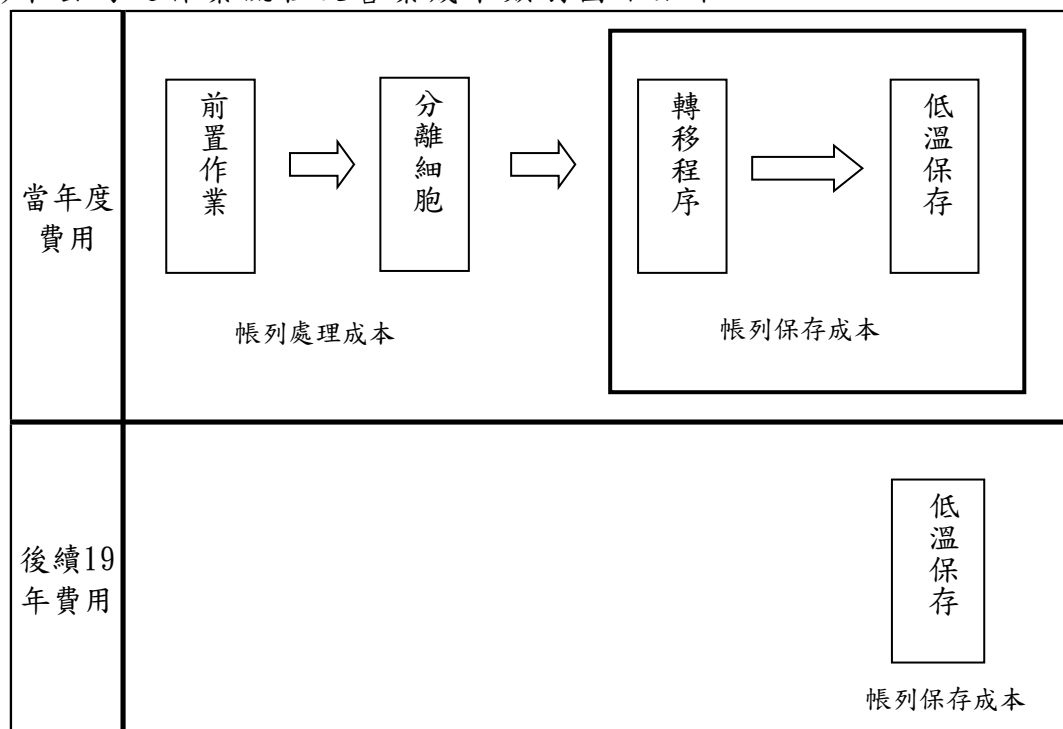 當年度
費用
前置作業
分離細胞
轉移程序
低溫保存
帳列處理成本
帳列保存成本
後續19
年費用
低溫保存
帳列保存成本